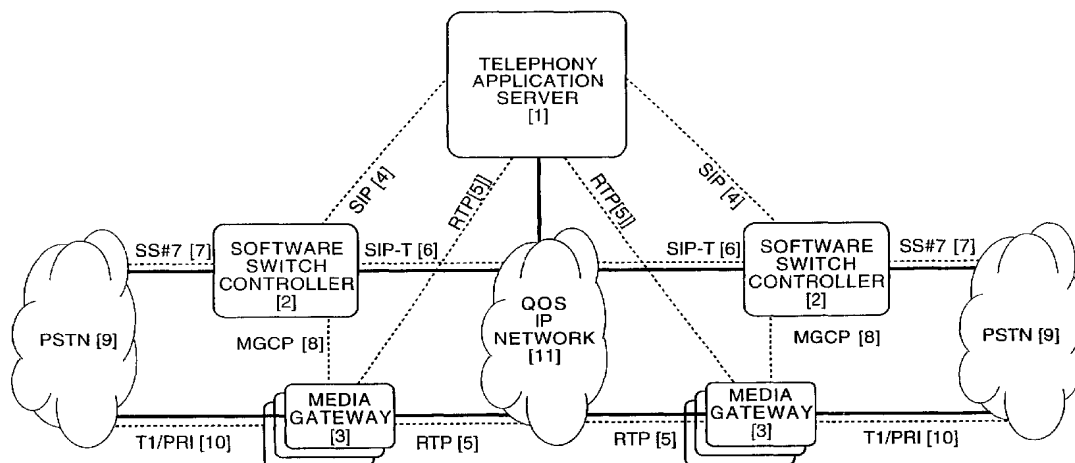 TELEPHONY
APPLICATION
SERVER
[1]
SIP [4]
RTP[5]]
RTP[5]]
SIP [4]
SS#7 [7]
SOFTWARE
SWITCH
CONTROLLER
[2]
SIP-T [6]
SIP-T [6]
SOFTWARE
SWITCH
CONTROLLER
[2]
SS#7 [7]
PSTN [9]
MGCP [8]
QOS
IP
NETWORK
[11]
MGCP [8]
PSTN [9]
MEDIA
GATEWAY
[3]
MEDIA
GATEWAY
[3]
T1/PRI [10]
RTP [5]
RTP [5]
T1/PRI [10]